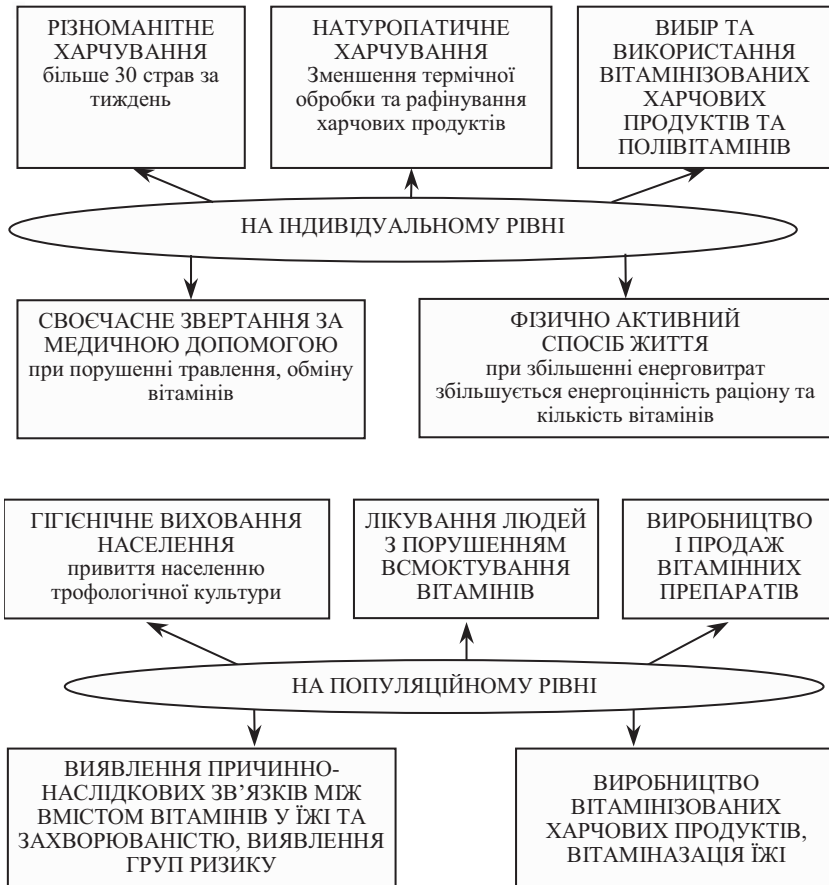 РІЗНОМАНІТНЕ
ХАРЧУВАННЯ
більше 30 страв за
тиждень
НАТУРОПАТИЧНЕ
ХАРЧУВАННЯ
Зменшення термічної
обробки та рафінування
харчових продуктів
ВИБІР ТА
ВИКОРИСТАННЯ
ВІТАМІНІЗОВАНИХ
ХАРЧОВИХ
ПРОДУКТІВ ТА
ПОЛІВІТАМІНІВ
НА ІНДИВІДУАЛЬНОМУ РІВНІ
СВОЄЧАСНЕ ЗВЕРТАННЯ ЗА
МЕДИЧНОЮ ДОПОМОГОЮ
при порушенні травлення, обміну
вітамінів
ФІЗИЧНО АКТИВНИЙ
СПОСІБ ЖИТТЯ
при збільшенні енерговитрат
збільшується енергоцінність раціону та
кількість вітамінів
ГІГІЄНІЧНЕ ВИХОВАННЯ
НАСЕЛЕННЯ
привиття населенню
трофологічної культури
ЛІКУВАННЯ ЛЮДЕЙ
З ПОРУШЕННЯМ
ВСМОКТУВАННЯ
ВІТАМІНІВ
ВИРОБНИЦТВО
І ПРОДАЖ
ВІТАМІННИХ
ПРЕПАРАТІВ
НА ПОПУЛЯЦІЙНОМУ РІВНІ
ВИЯВЛЕННЯ ПРИЧИННО-
НАСЛІДКОВИХ ЗВ’ЯЗКІВ МІЖ
ВМІСТОМ ВІТАМІНІВ У ЇЖІ ТА
ЗАХВОРЮВАНІСТЮ, ВИЯВЛЕННЯ
ГРУП РИЗИКУ
ВИРОБНИЦТВО
ВІТАМІНІЗОВАНИХ
ХАРЧОВИХ ПРОДУКТІВ,
ВІТАМІНАЗАЦІЯ ЇЖІ